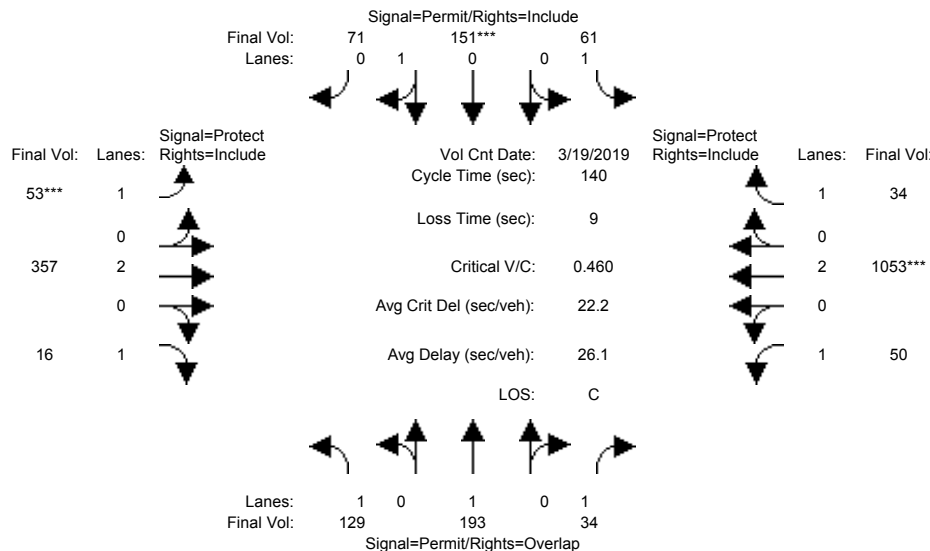 Signal=Permit/Rights=Include
Final Vol: 71 151*** 61
Lanes: 0 1 0 0 1
Signal=Protect
Final Vol: Lanes: Rights=Include
Vol Cnt Date: 3/19/2019
Signal=Protect
Rights=Include Lanes: Final Vol:
Cycle Time (sec): 140
53*** 1
1 34
Loss Time (sec): 9
0
0
357 2
Critical V/C: 0.460
2 1053***
0
Avg Crit Del (sec/veh): 22.2
0
16 1
Avg Delay (sec/veh): 26.1
1 50
LOS: C
Lanes: 1 0 1 0 1
Final Vol: 129 193 34
Signal=Permit/Rights=Overlap